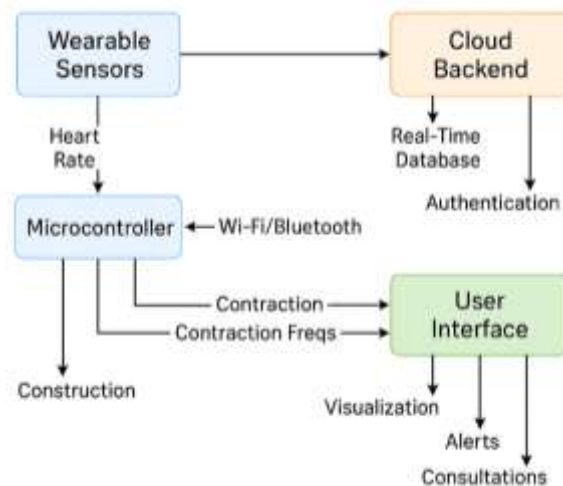 Wearable
Sensors
Cloud
Backend
Heart
Rate
Real-Time
Database
Authentication
Microcontroller
Wi-Fi/Bluetooth
Contraction
Contraction Freqs
User
Interface
Construction
Visualization
Alerts
Consultations